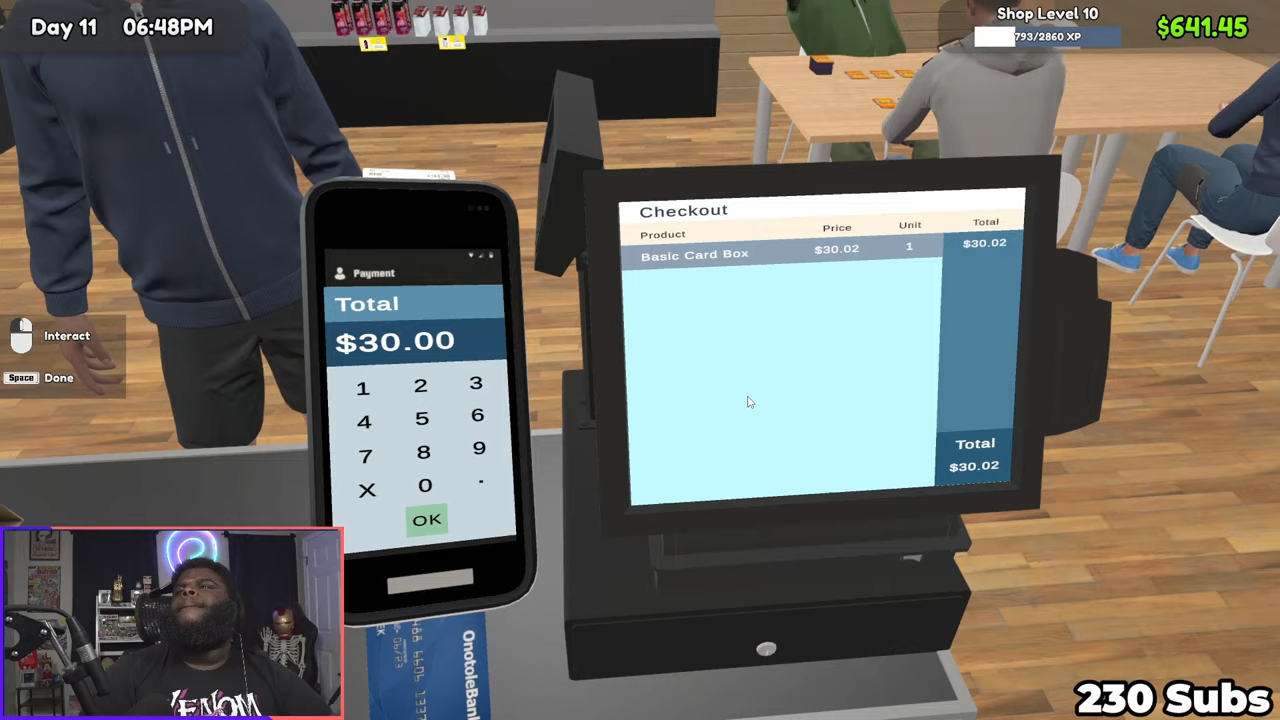 Day 11 06:48PM
Shop Level 10
793/2860 XP
$641.45
Interact
Space Done
Payment
Total
$30.00
1 2 3
4 5 6
7 8 9
X 0 .
OK
Checkout
Product Price Unit Total
Basic Card Box $30.02 1 $30.02
Total
$30.02
OnotoleBank
VENOM
230 Subs